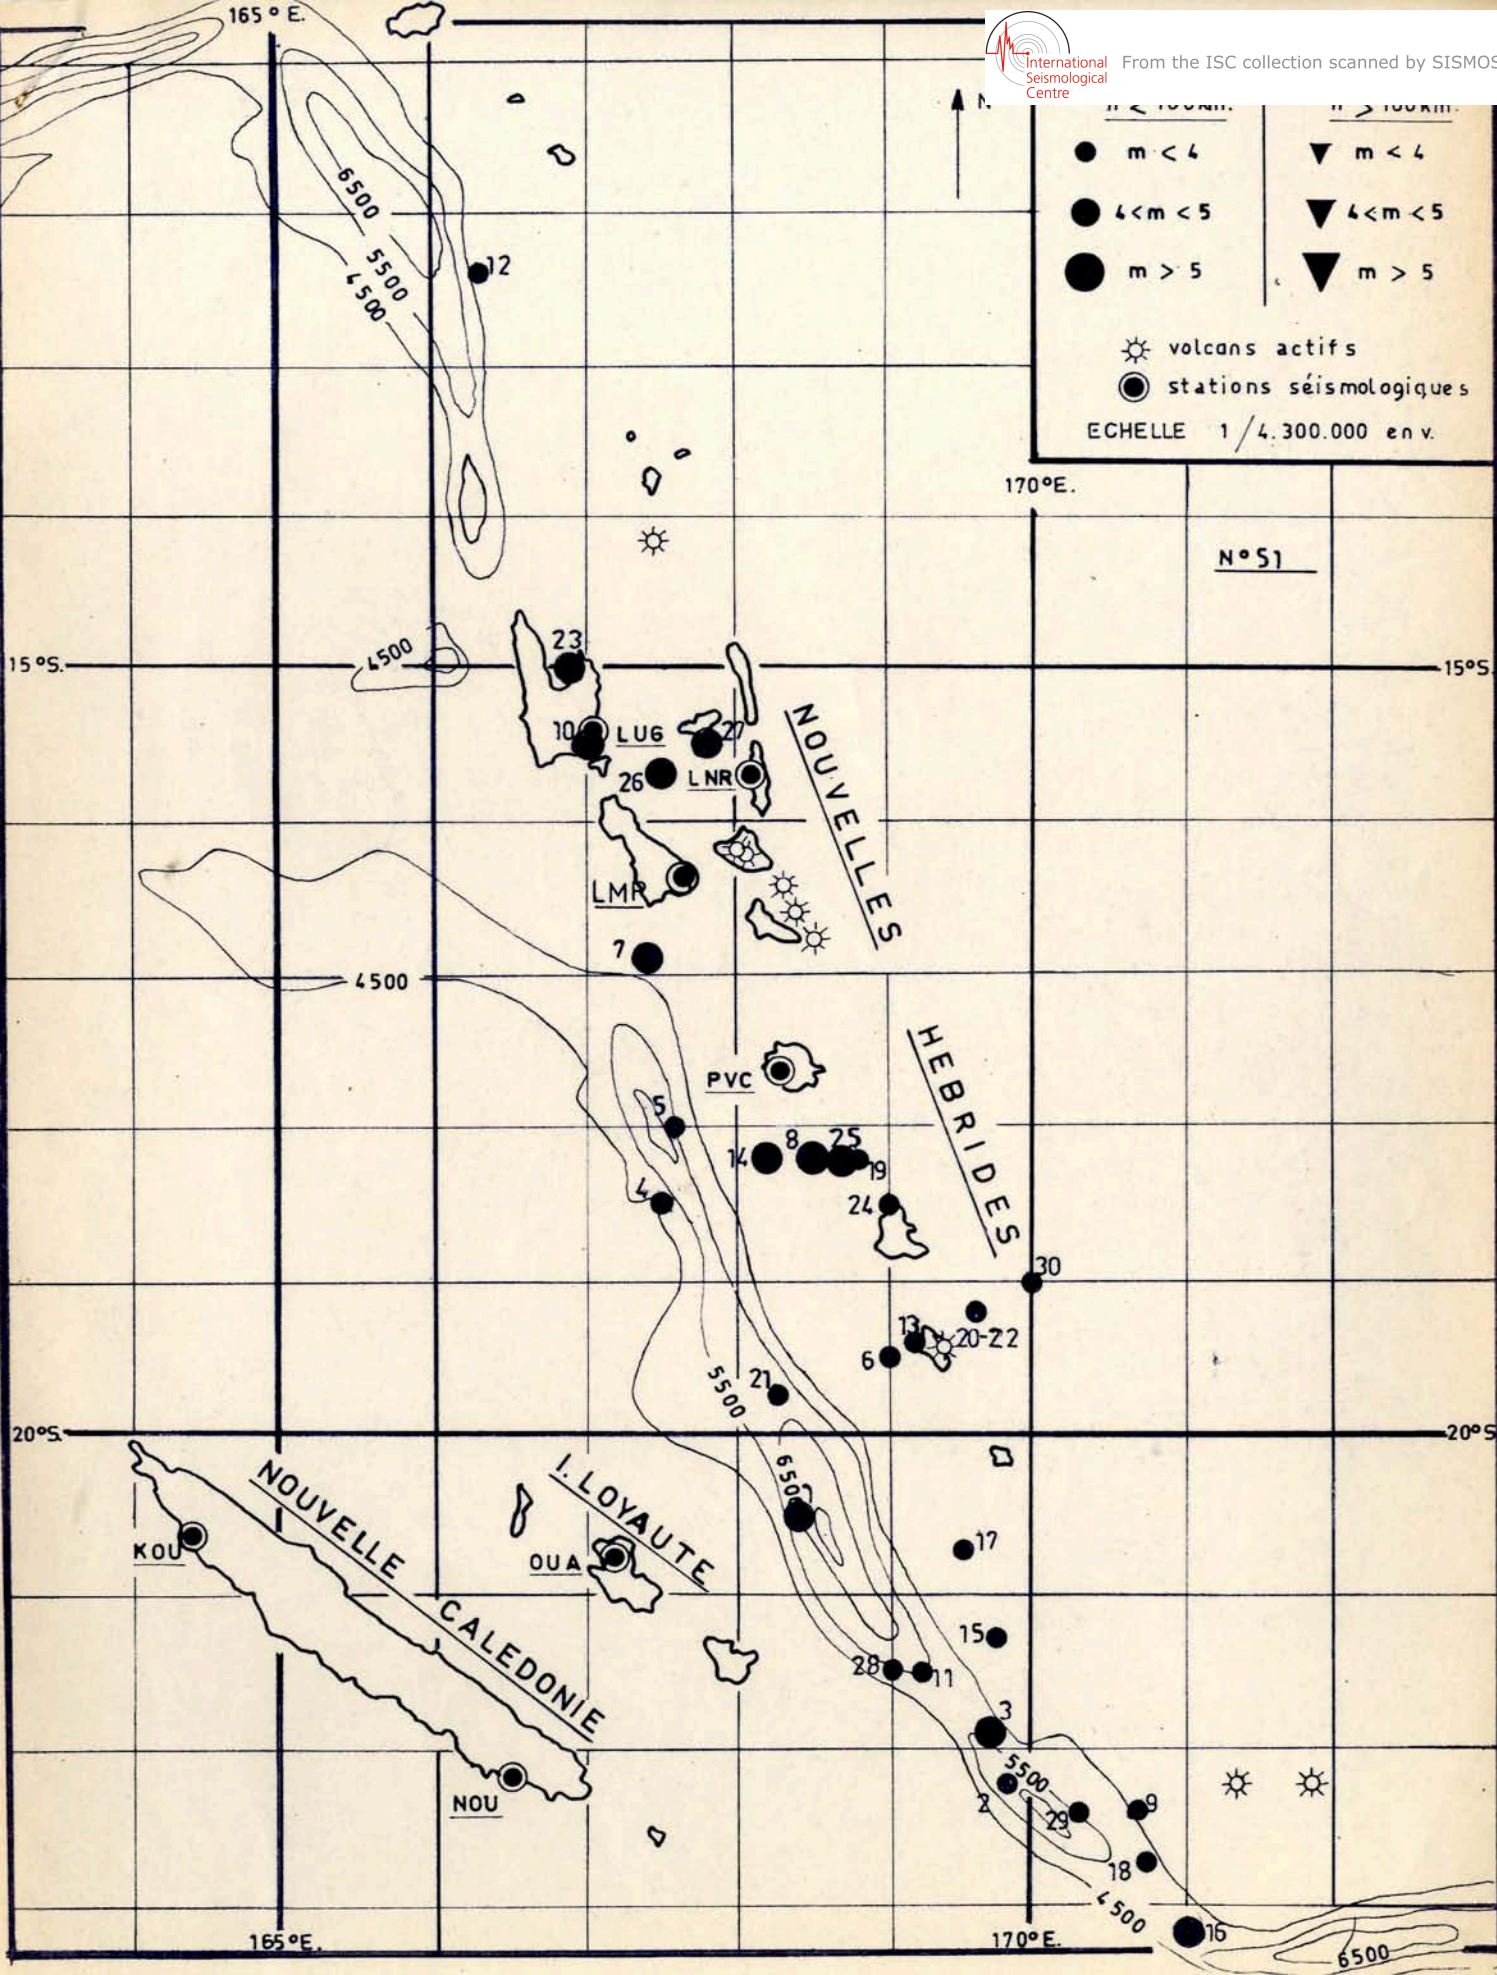 165° E.
International
Seismological
Centre
From the ISC collection scanned by SISMOS
N
h < 100 km.
h > 100 km.
m < 4
m < 4
4<m <5
4<m <5
m > 5
m > 5
volcans actifs
stations séismologiques
ECHELLE 1/4.300.000 env.
6500
5500
4500
12
170°E.
N°51
15°S.
4500
23
15°S.
10
LUG
27
26
LNR
NOUVELLES
LMP
7
4500
PVC
HEBRIDES
5
14
8
25
19
4
24
30
13
20-22
6
21
5500
20°S.
20°S
6500
NOUVELLE CALEDONIE
I. LOYAUTE
KOU
OUA
17
15
28
11
3
5500
2
29
9
NOU
18
4500
16
165°E.
170°E.
6500